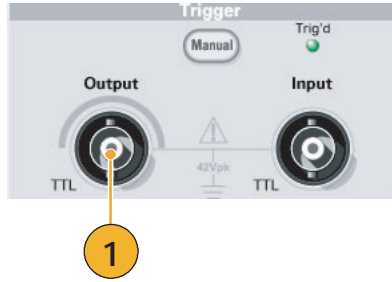 Trigger
Manual
Trig'd
Output
Input
42Vpk
TTL
TTL
1